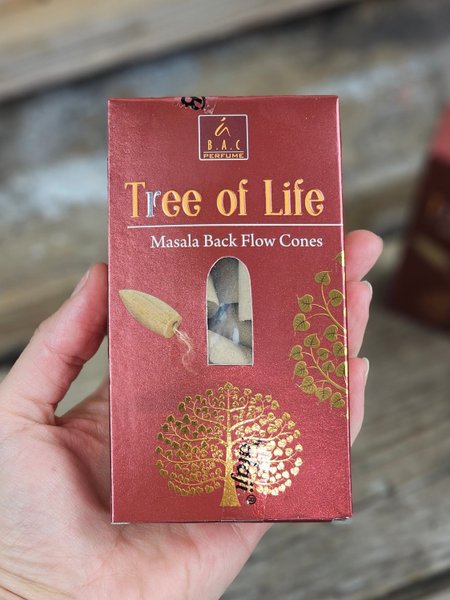 B.A.C
PERFUME
Tree of Life
Masala Back Flow Cones